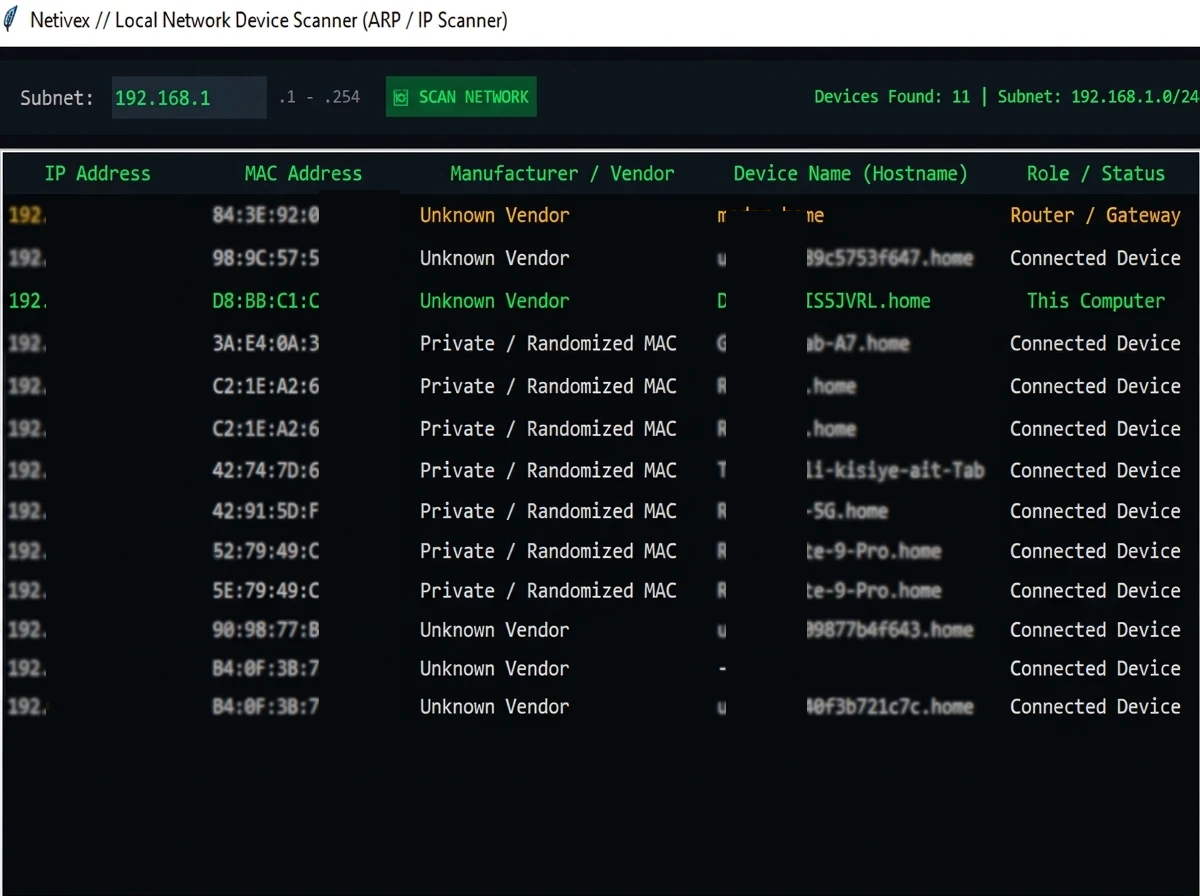 Netivex // Local Network Device Scanner (ARP / IP Scanner)
Subnet: 192.168.1 .1 - .254 SCAN NETWORK Devices Found: 11 | Subnet: 192.168.1.0/24
IP Address MAC Address Manufacturer / Vendor Device Name (Hostname) Role / Status
192. 84:3E:92:0 Unknown Vendor Router / Gateway
192. 98:9C:57:5 Unknown Vendor u 89c5753f647.home Connected Device
192. D8:BB:C1:C Unknown Vendor D IS5JVRL.home This Computer
192. 3A:E4:0A:3 Private / Randomized MAC G ab-A7.home Connected Device
192. C2:1E:A2:6 Private / Randomized MAC R .home Connected Device
192. C2:1E:A2:6 Private / Randomized MAC R .home Connected Device
192. 42:74:7D:6 Private / Randomized MAC T li-kisiye-ait-Tab Connected Device
192. 42:91:5D:F Private / Randomized MAC R -5G.home Connected Device
192. 52:79:49:C Private / Randomized MAC R te-9-Pro.home Connected Device
192. 5E:79:49:C Private / Randomized MAC R te-9-Pro.home Connected Device
192. 90:98:77:B Unknown Vendor u 09877b4f643.home Connected Device
192. B4:0F:3B:7 Unknown Vendor - Connected Device
192. B4:0F:3B:7 Unknown Vendor u 40f3b721c7c.home Connected Device